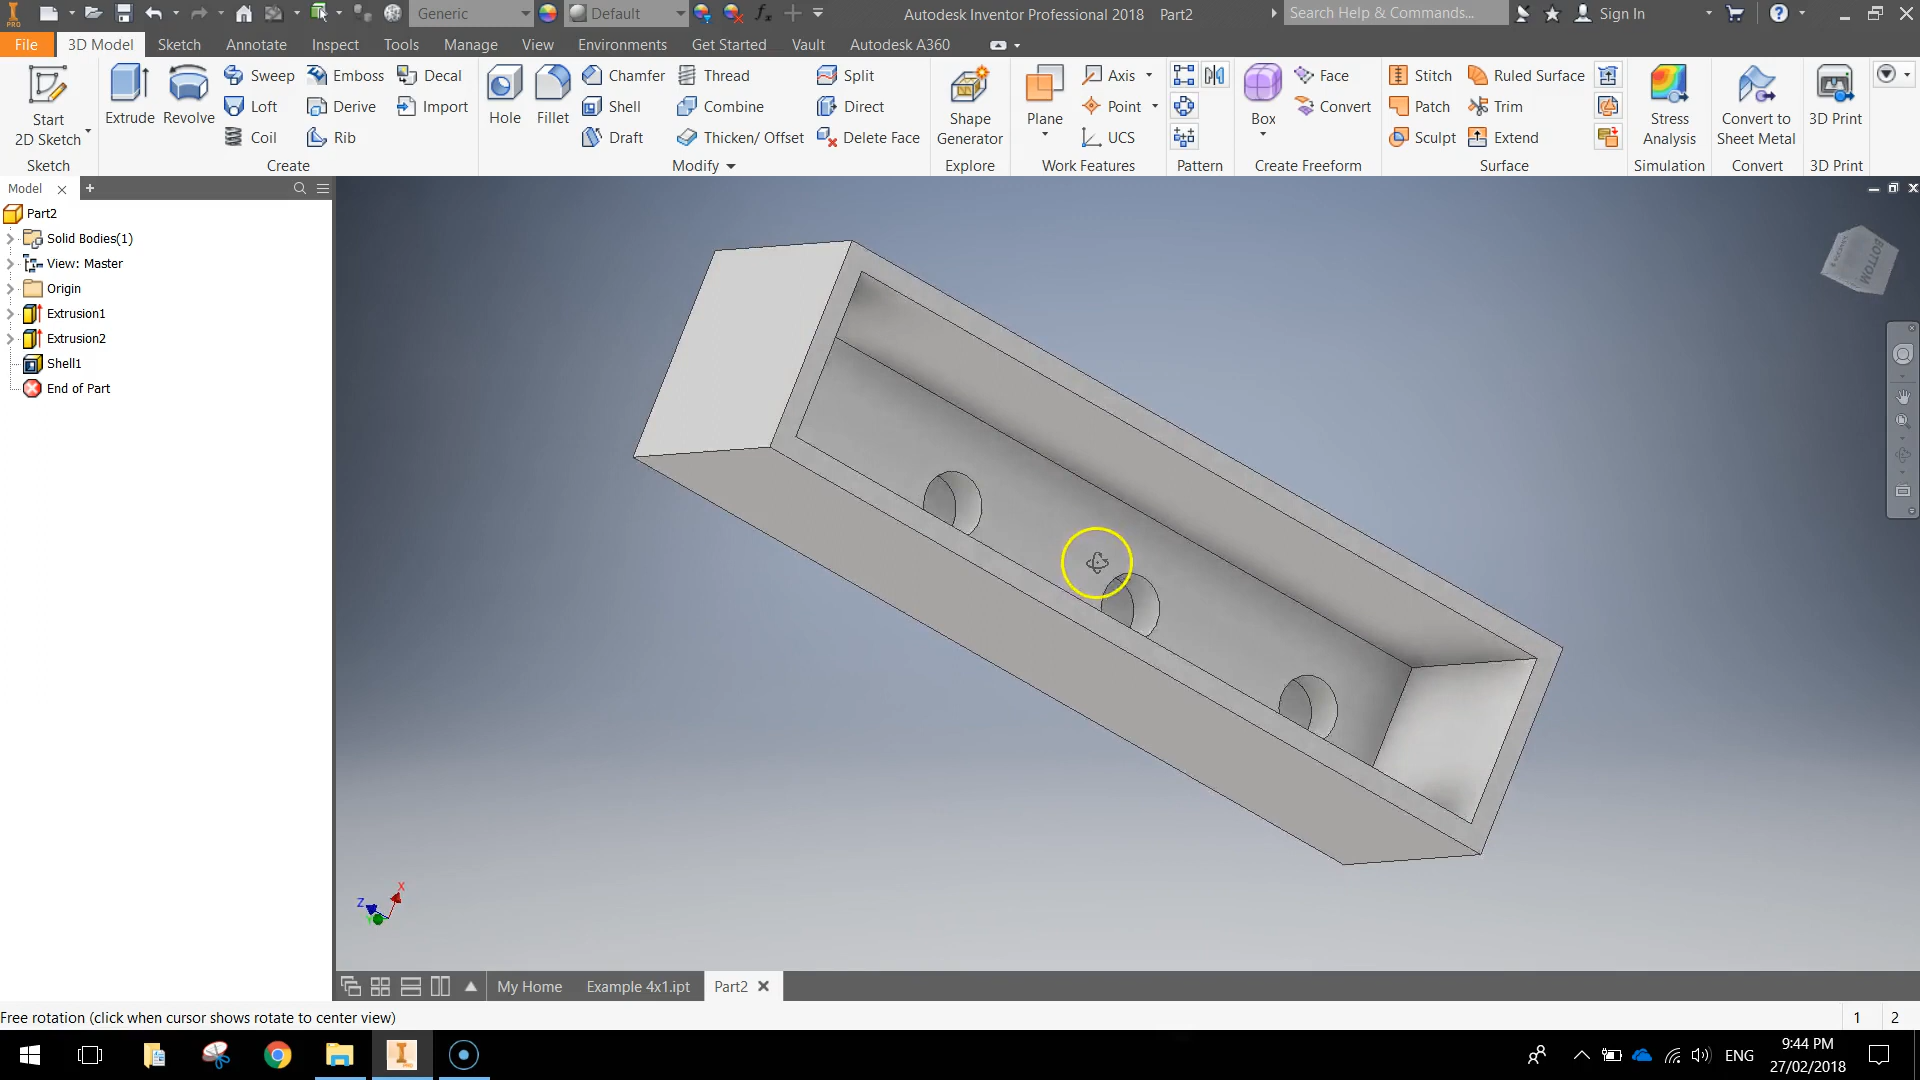 PRO
Generic
Default
Autodesk Inventor Professional 2018 Part2
Search Help & Commands...
Sign In
File
3D Model
Sketch
Annotate
Inspect
Tools
Manage
View
Environments
Get Started
Vault
Autodesk A360
Start
2D Sketch
Extrude
Revolve
Sweep
Loft
Coil
Emboss
Derive
Rib
Decal
Import
Hole
Fillet
Chamfer
Shell
Draft
Thread
Combine
Thicken/ Offset
Split
Direct
Delete Face
Shape
Generator
Plane
Axis
Point
UCS
Box
Face
Convert
Stitch
Patch
Sculpt
Ruled Surface
Trim
Extend
Stress
Analysis
Convert to
Sheet Metal
3D Print
Sketch
Create
Modify
Explore
Work Features
Pattern
Create Freeform
Surface
Simulation
Convert
3D Print
Model
Part2
Solid Bodies(1)
View: Master
Origin
Extrusion1
Extrusion2
Shell1
End of Part
BOTTOM
X
Z
My Home
Example 4x1.ipt
Part2
Free rotation (click when cursor shows rotate to center view)
1
2
ENG
9:44 PM
27/02/2018